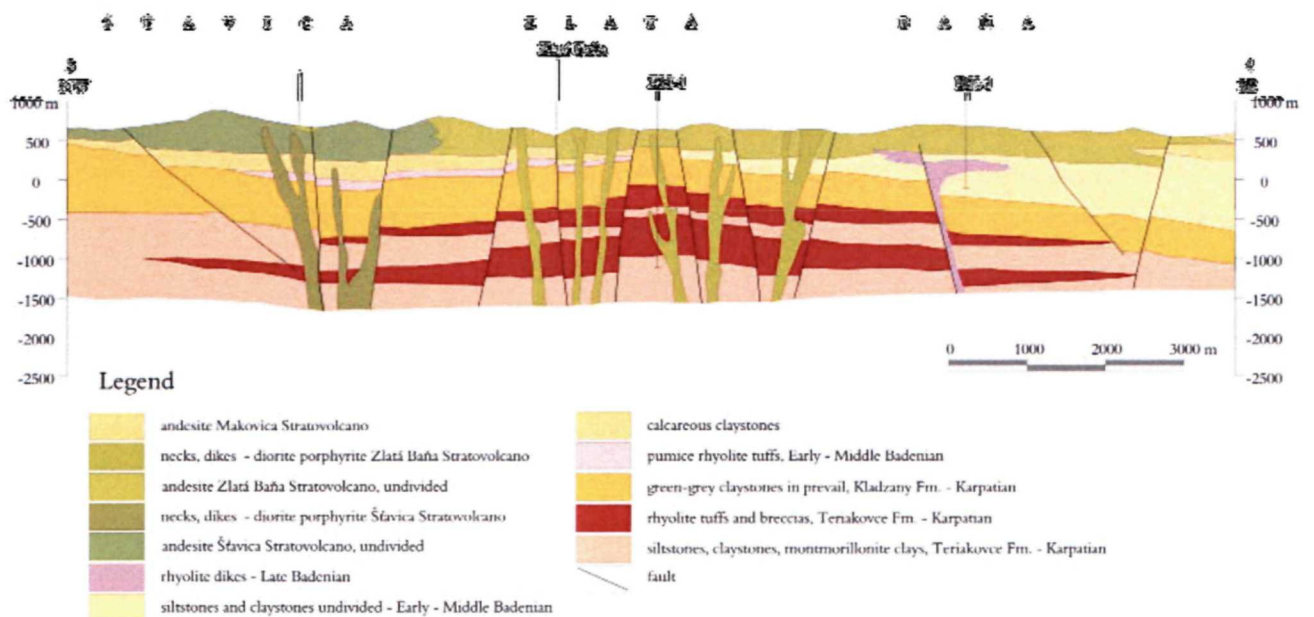 Š Ť A V I C A
Z L A T Á
B A Ň A
1000 m
500
0
-500
-1000
-1500
-2000
-2500
1000 m
500
0
-500
-1000
-1500
-2000
-2500
0 1000 2000 3000 m
Legend
andesite Makovica Stratovolcano
necks, dikes - diorite porphyrite Zlatá Baňa Stratovolcano
andesite Zlatá Baňa Stratovolcano, undivided
necks, dikes - diorite porphyrite Šťavica Stratovolcano
andesite Šťavica Stratovolcano, undivided
rhyolite dikes - Late Badenian
siltstones and claystones undivided - Early - Middle Badenian
calcareous claystones
pumice rhyolite tuffs, Early - Middle Badenian
green-grey claystones in prevail, Kladzany Fm. - Karpatian
rhyolite tuffs and breccias, Teriakovce Fm. - Karpatian
siltstones, claystones, montmorillonite clays, Teriakovce Fm. - Karpatian
fault